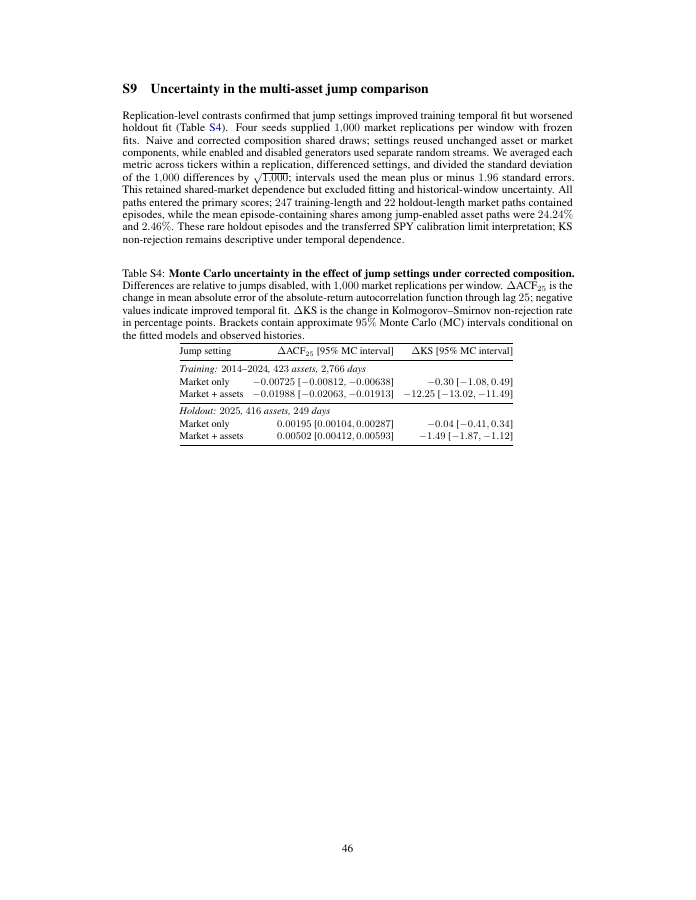 S9 Uncertainty in the multi-asset jump comparison
Replication-level contrasts confirmed that jump settings improved training temporal fit but worsened
holdout fit (Table S4). Four seeds supplied 1,000 market replications per window with frozen
fits. Naive and corrected composition shared draws; settings reused unchanged asset or market
components, while enabled and disabled generators used separate random streams. We averaged each
metric across tickers within a replication, differenced settings, and divided the standard deviation
of the 1,000 differences by √1,000; intervals used the mean plus or minus 1.96 standard errors.
This retained shared-market dependence but excluded fitting and historical-window uncertainty. All
paths entered the primary scores; 247 training-length and 22 holdout-length market paths contained
episodes, while the mean episode-containing shares among jump-enabled asset paths were 24.24%
and 2.46%. These rare holdout episodes and the transferred SPY calibration limit interpretation; KS
non-rejection remains descriptive under temporal dependence.
Table S4: Monte Carlo uncertainty in the effect of jump settings under corrected composition.
Differences are relative to jumps disabled, with 1,000 market replications per window. ΔACF₂₅ is the
change in mean absolute error of the absolute-return autocorrelation function through lag 25; negative
values indicate improved temporal fit. ΔKS is the change in Kolmogorov–Smirnov non-rejection rate
in percentage points. Brackets contain approximate 95% Monte Carlo (MC) intervals conditional on
the fitted models and observed histories.
Jump setting ΔACF₂₅ [95% MC interval] ΔKS [95% MC interval]
Training: 2014–2024, 423 assets, 2,766 days
Market only −0.00725 [−0.00812, −0.00638] −0.30 [−1.08, 0.49]
Market + assets −0.01988 [−0.02063, −0.01913] −12.25 [−13.02, −11.49]
Holdout: 2025, 416 assets, 249 days
Market only 0.00195 [0.00104, 0.00287] −0.04 [−0.41, 0.34]
Market + assets 0.00502 [0.00412, 0.00593] −1.49 [−1.87, −1.12]
46